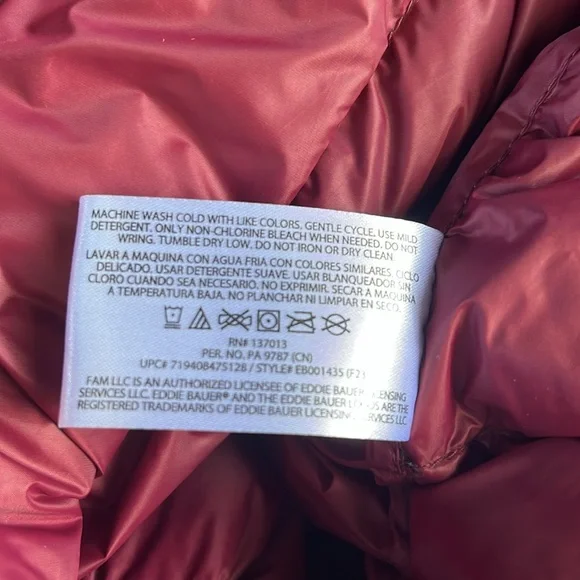 MACHINE WASH COLD WITH LIKE COLORS. GENTLE CYCLE. USE MILD
DETERGENT. ONLY NON-CHLORINE BLEACH WHEN NEEDED. DO NOT
WRING. TUMBLE DRY LOW. DO NOT IRON OR DRY CLEAN.
LAVAR A MAQUINA CON AGUA FRIA CON COLORES SIMILARES. CICLO
DELICADO. USAR DETERGENTE SUAVE. USAR BLANQUEADOR SIN
CLORO CUANDO SEA NECESARIO. NO EXPRIMIR. SECAR A MAQUINA
A TEMPERATURA BAJA. NO PLANCHAR NI LIMPIAR EN SECO.
RN# 137013
PER. NO. PA 9787 (CN)
UPC# 719408475128 / STYLE# EB001435 (F21
FAM LLC IS AN AUTHORIZED LICENSEE OF EDDIE BAUER
SERVICES LLC. EDDIE BAUER® AND THE EDDIE BAUER ARE THE
REGISTERED TRADEMARKS OF EDDIE BAUER LLC